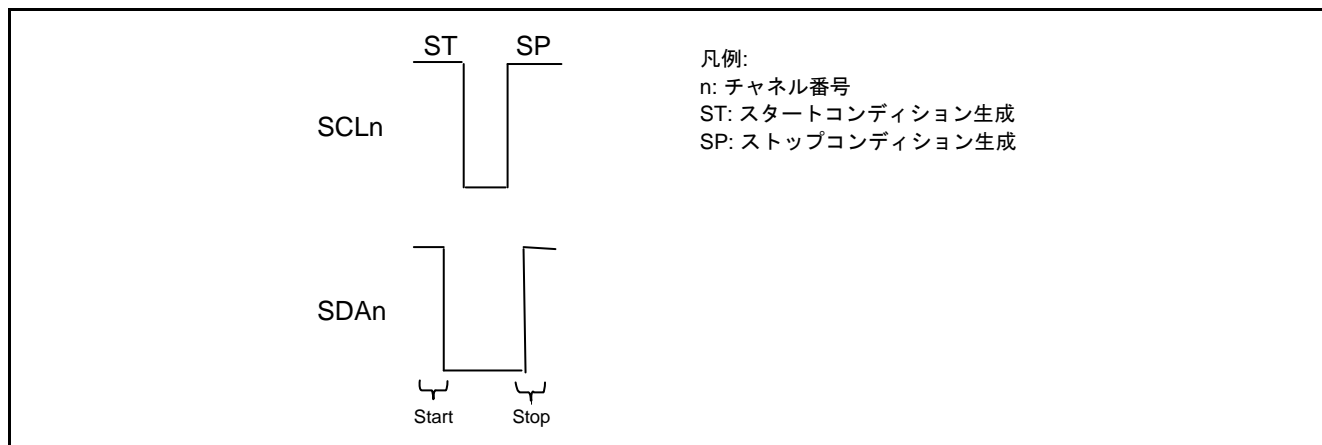 ST SP
SCLn
SDAn
Start Stop
凡例:
n: チャネル番号
ST: スタートコンディション生成
SP: ストップコンディション生成